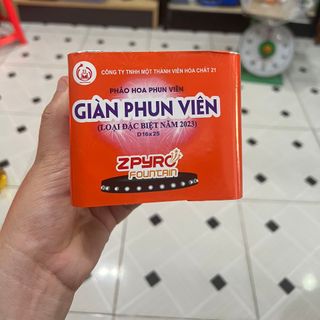 CÔNG TY TNHH MỘT THÀNH VIÊN HÓA CHẤT 21
PHÁO HOA PHUN VIÊN
GIÀN PHUN VIÊN
(LOẠI ĐẶC BIỆT NĂM 2023)
D16x25
ZPYRO
FOUNTAIN